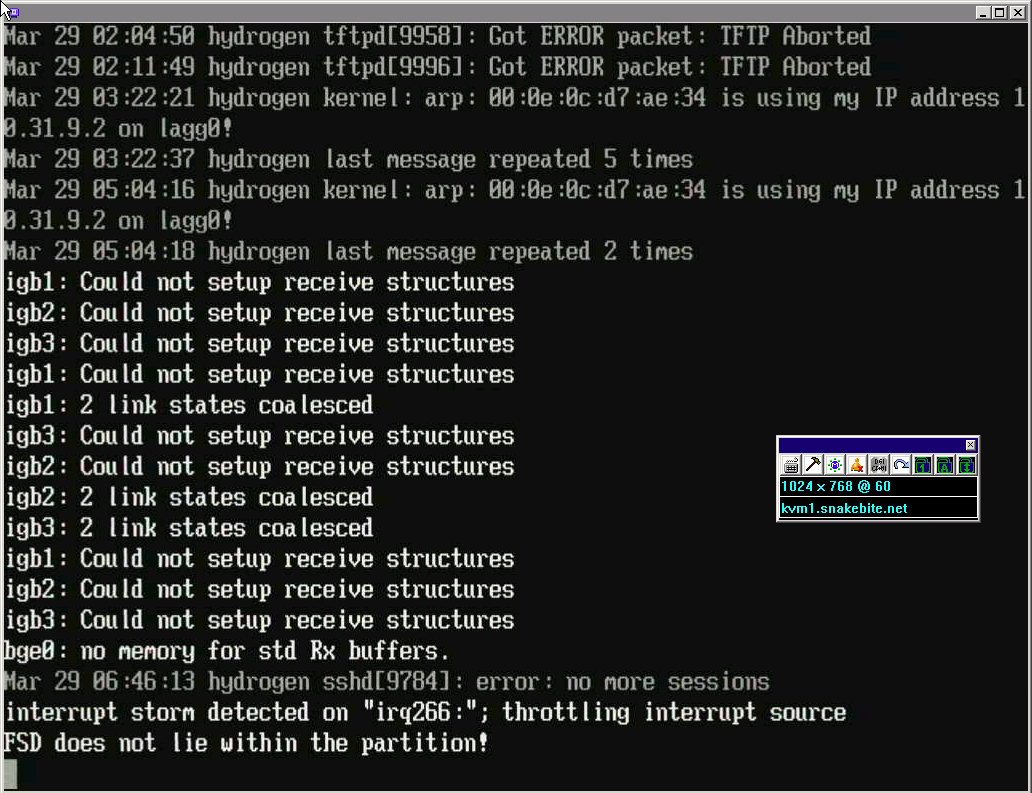 Mar 29 02:04:50 hydrogen tftpd[9958]: Got ERROR packet: TFTP Aborted
Mar 29 02:11:49 hydrogen tftpd[9996]: Got ERROR packet: TFTP Aborted
Mar 29 03:22:21 hydrogen kernel: arp: 00:0e:0c:d7:ae:34 is using my IP address 1
0.31.9.2 on lagg0!
Mar 29 03:22:37 hydrogen last message repeated 5 times
Mar 29 05:04:16 hydrogen kernel: arp: 00:0e:0c:d7:ae:34 is using my IP address 1
0.31.9.2 on lagg0!
Mar 29 05:04:18 hydrogen last message repeated 2 times
igb1: Could not setup receive structures
igb2: Could not setup receive structures
igb3: Could not setup receive structures
igb1: Could not setup receive structures
igb1: 2 link states coalesced
igb3: Could not setup receive structures
igb2: Could not setup receive structures
igb2: 2 link states coalesced
igb3: 2 link states coalesced
igb1: Could not setup receive structures
igb2: Could not setup receive structures
igb3: Could not setup receive structures
bge0: no memory for std Rx buffers.
Mar 29 06:46:13 hydrogen sshd[9784]: error: no more sessions
interrupt storm detected on "irq266:"; throttling interrupt source
FSD does not lie within the partition!
1024 x 768 @ 60
kvm1.snakebite.net